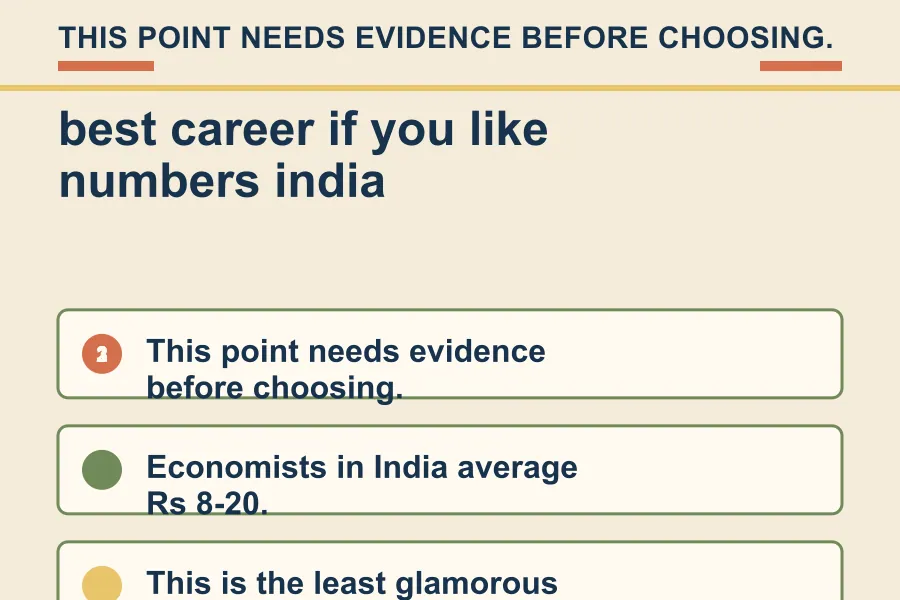 THIS POINT NEEDS EVIDENCE BEFORE CHOOSING.
best career if you like
numbers india
This point needs evidence
before choosing.
Economists in India average
Rs 8-20.
This is the least glamorous